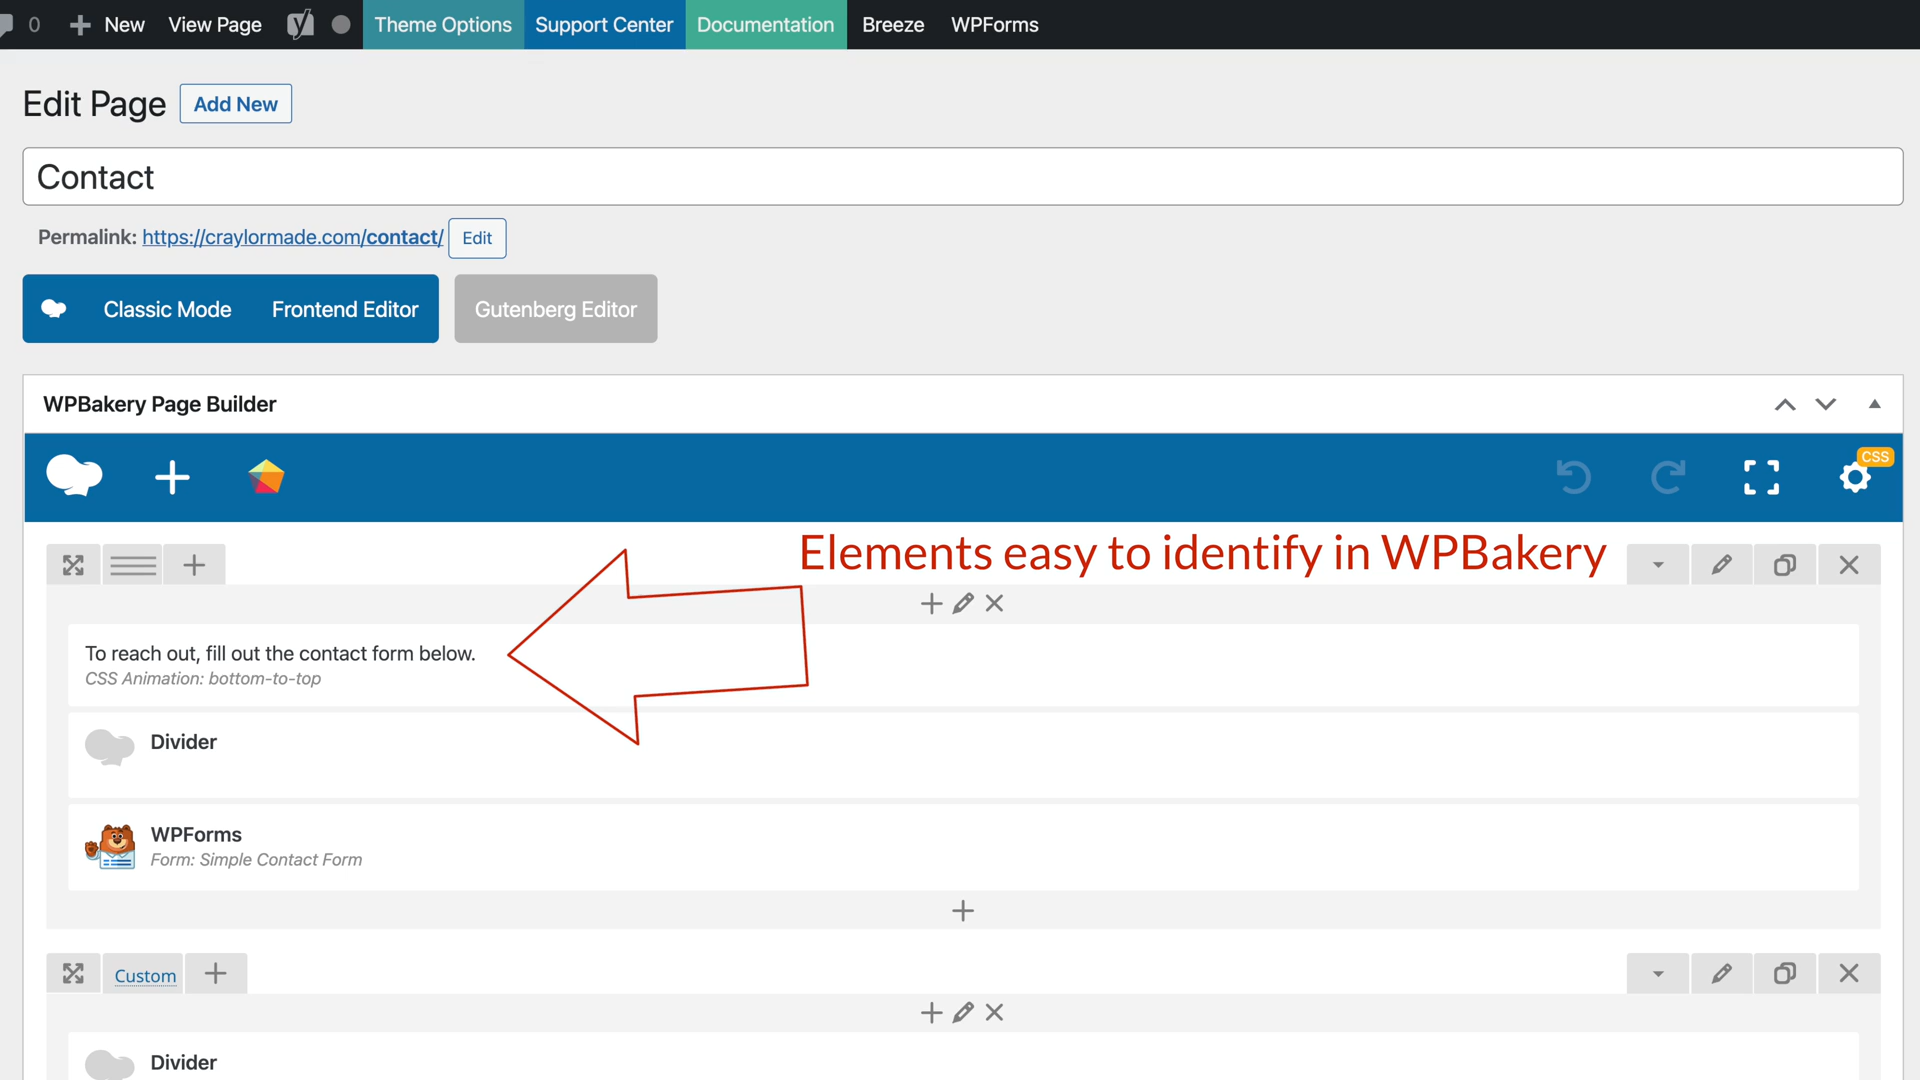 0 New View Page Theme Options Support Center Documentation Breeze WPForms
Edit Page Add New
Contact
Permalink: https://craylormade.com/contact/ Edit
Classic Mode Frontend Editor Gutenberg Editor
WPBakery Page Builder
CSS
Elements easy to identify in WPBakery
To reach out, fill out the contact form below.
CSS Animation: bottom-to-top
Divider
WPForms
Form: Simple Contact Form
Custom
Divider